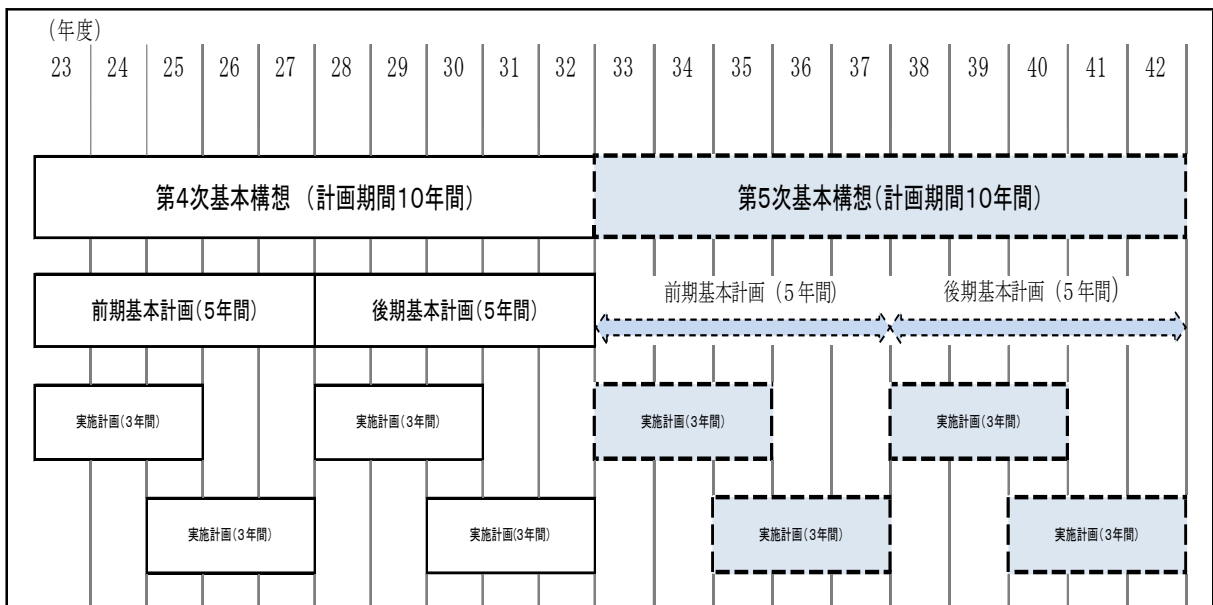 (年度)
23 24 25 26 27 28 29 30 31 32 33 34 35 36 37 38 39 40 41 42
第4次基本構想 (計画期間10年間) 第5次基本構想(計画期間10年間)
前期基本計画(5年間) 後期基本計画(5年間) 前期基本計画 (5年間) 後期基本計画 (5年間)
実施計画(3年間) 実施計画(3年間) 実施計画(3年間) 実施計画(3年間)
実施計画(3年間) 実施計画(3年間) 実施計画(3年間) 実施計画(3年間)